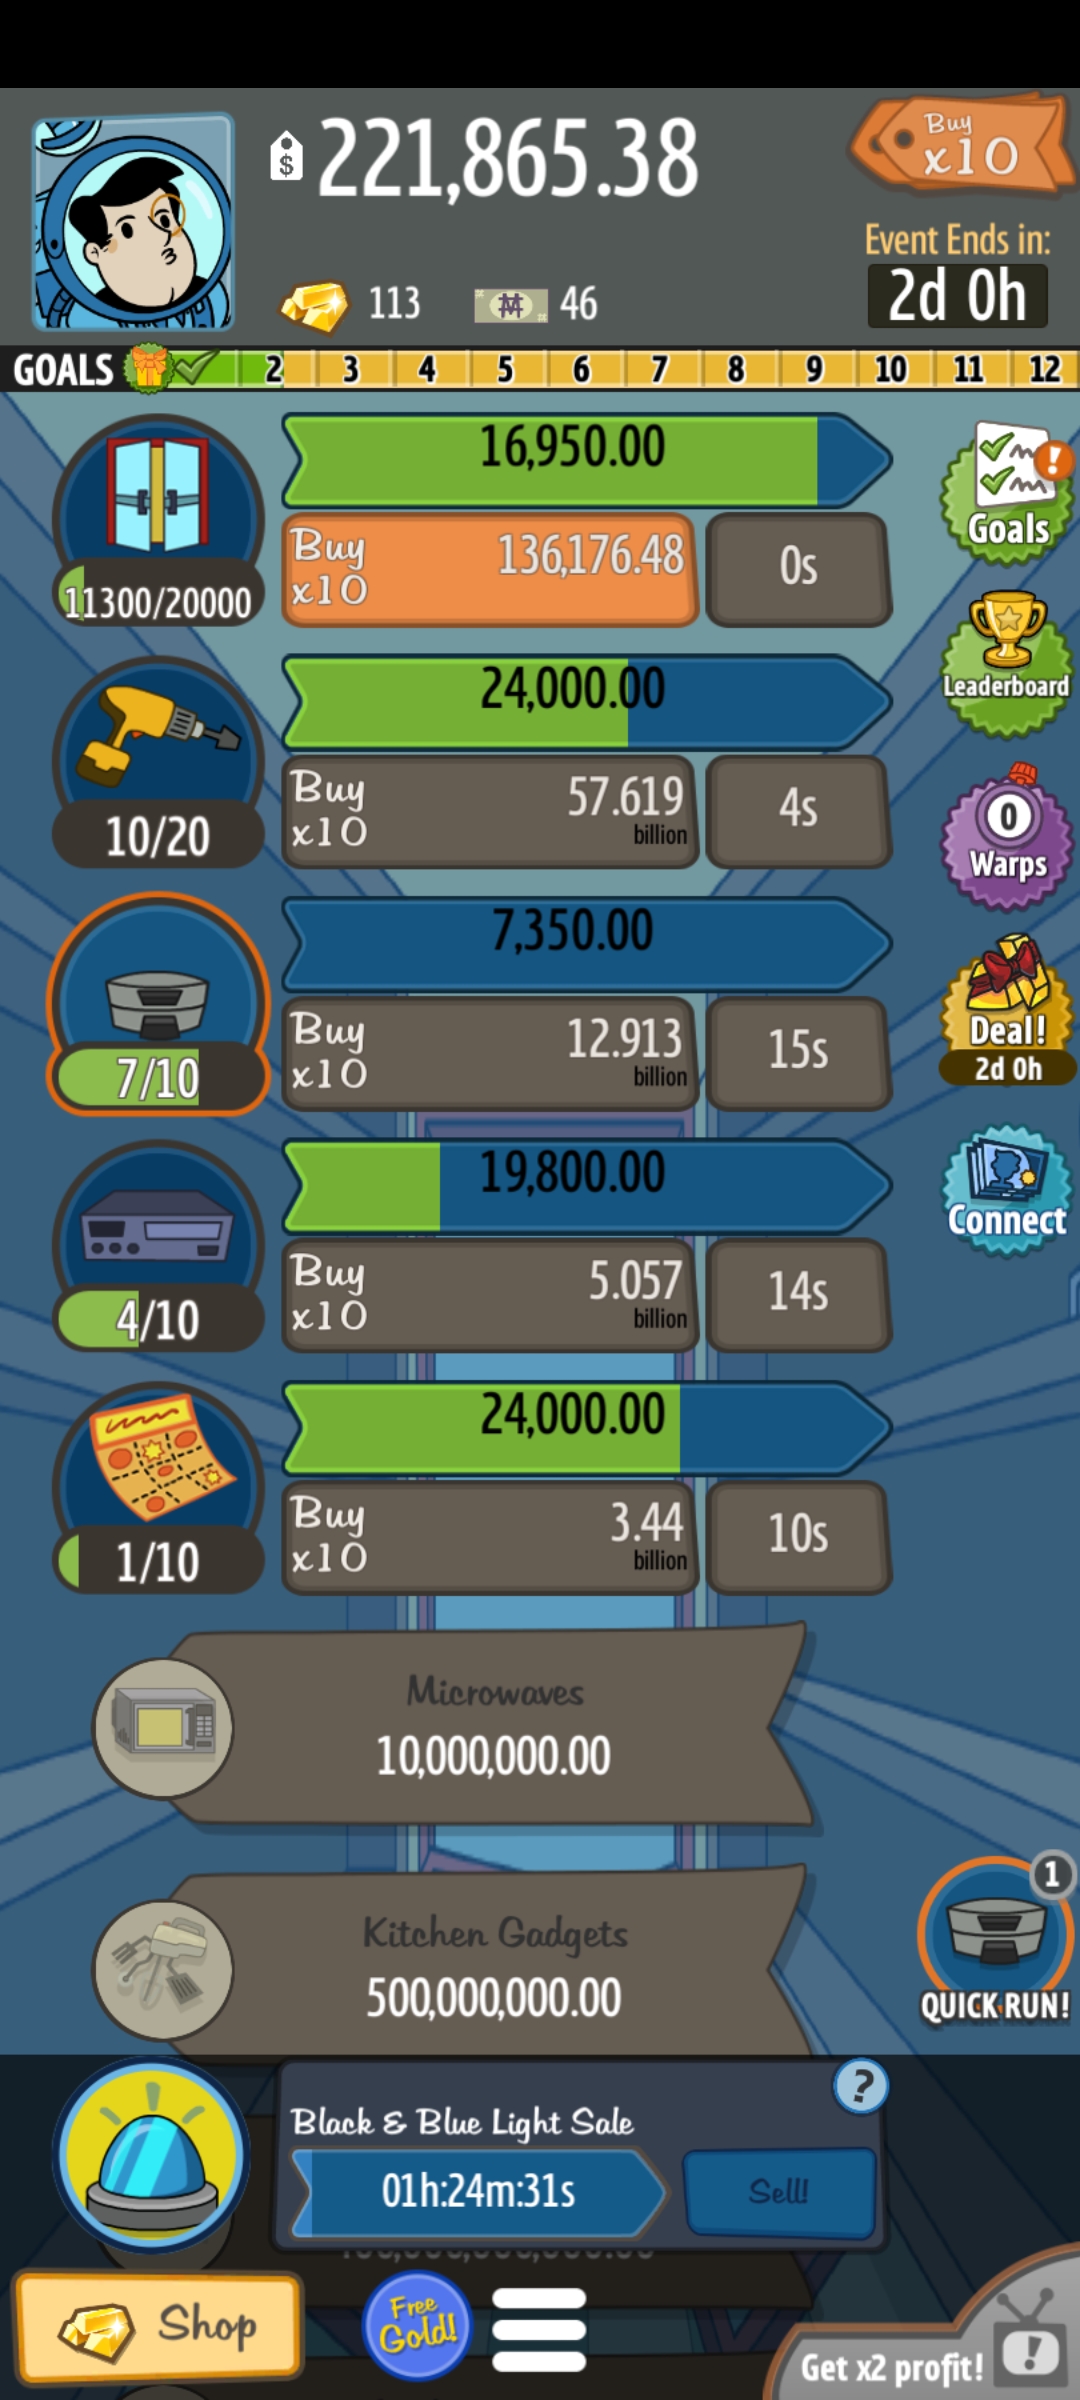 $ 221,865.38
Buy
x10
113
46
Event Ends in:
2d 0h
GOALS 2 3 4 5 6 7 8 9 10 11 12
16,950.00
Buy
x10
136,176.48
0s
11300/20000
Goals
24,000.00
Buy
x10
57.619
billion
4s
10/20
Leaderboard
0
Warps
7,350.00
Buy
x10
12.913
billion
15s
7/10
Deal!
2d 0h
19,800.00
Buy
x10
5.057
billion
14s
4/10
Connect
24,000.00
Buy
x10
3.44
billion
10s
1/10
Microwaves
10,000,000.00
Kitchen Gadgets
500,000,000.00
1
QUICK RUN!
?
Black & Blue Light Sale
01h:24m:31s
Sell!
Shop
Free
Gold!
Get x2 profit!